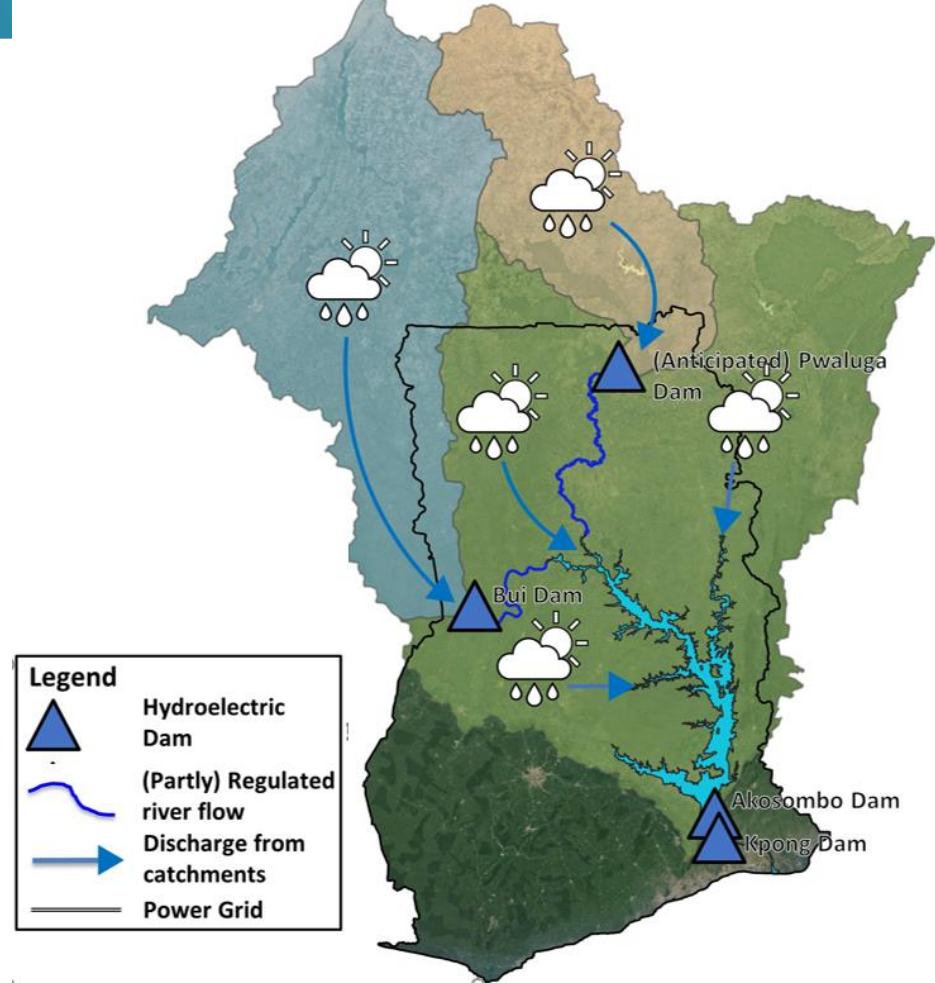 (Anticipated) Pwaluga
Dam
Bui Dam
Akosombo Dam
Kpong Dam
Legend
Hydroelectric
Dam
(Partly) Regulated
river flow
Discharge from
catchments
Power Grid